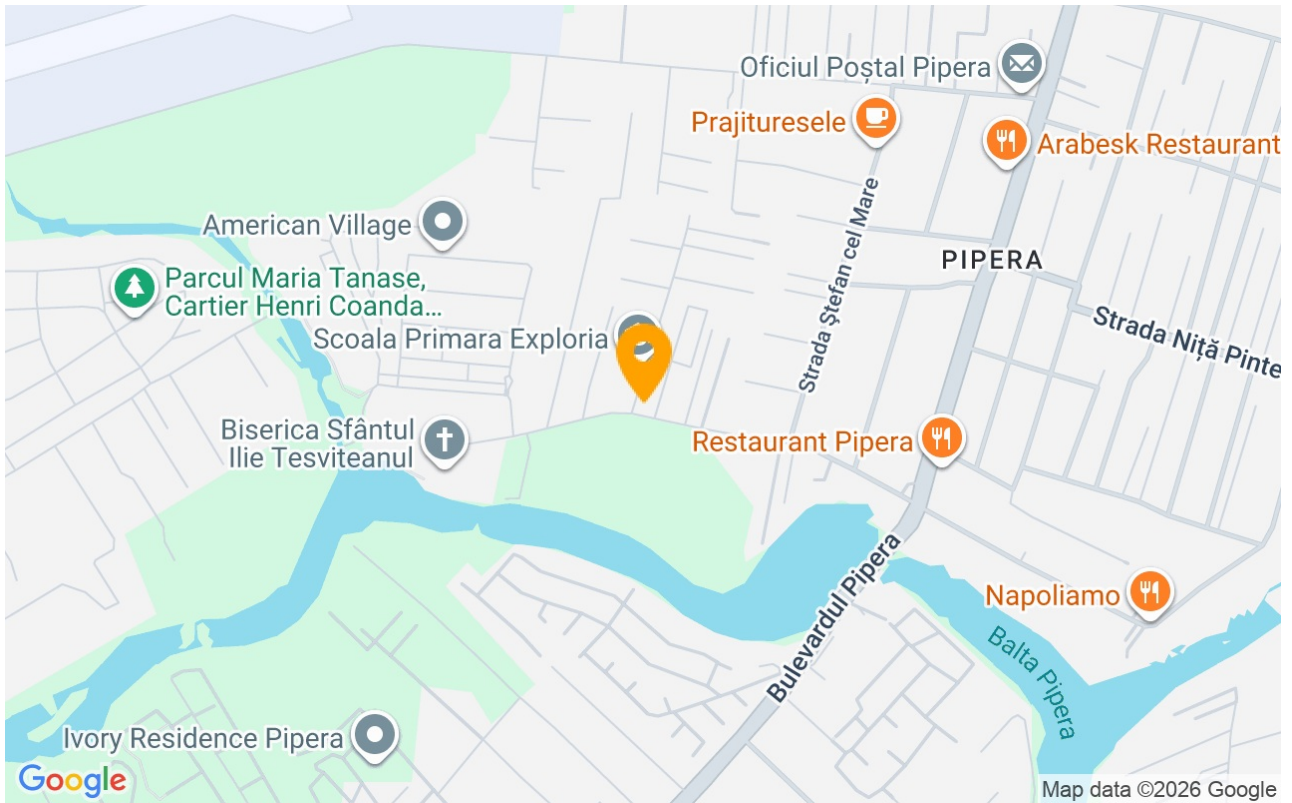 Oficiul Poștal Pipera
Prajituresele
Arabesk Restaurant
American Village
Strada Ștefan cel Mare
PIPERA
Parcul Maria Tanase,
Cartier Henri Coanda...
Scoala Primara Exploria
Strada Niță Pinte
Biserica Sfântul
Ilie Tesviteanul
Restaurant Pipera
Bulevardul Pipera
Napoliamo
Balta Pipera
Ivory Residence Pipera
Google
Map data ©2026 Google